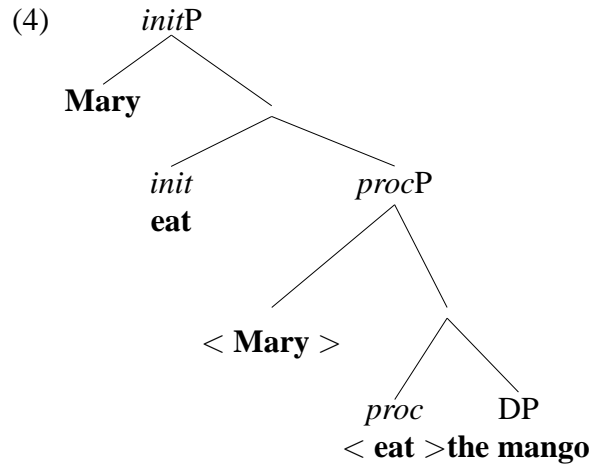 (4) initP
Mary
init procP
eat
< Mary >
proc DP
< eat >the mango